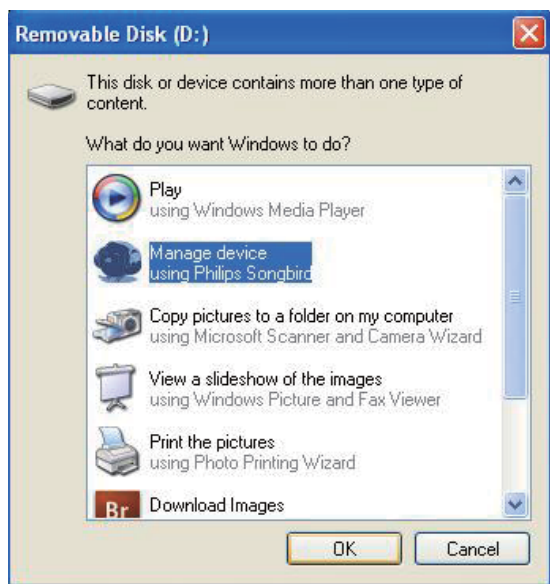 Removable Disk (D:)
This disk or device contains more than one type of
content.
What do you want Windows to do?
Play
using Windows Media Player
Manage device
using Philips Songbird
Copy pictures to a folder on my computer
using Microsoft Scanner and Camera Wizard
View a slideshow of the images
using Windows Picture and Fax Viewer
Print the pictures
using Photo Printing Wizard
Br
Download Images
OK
Cancel